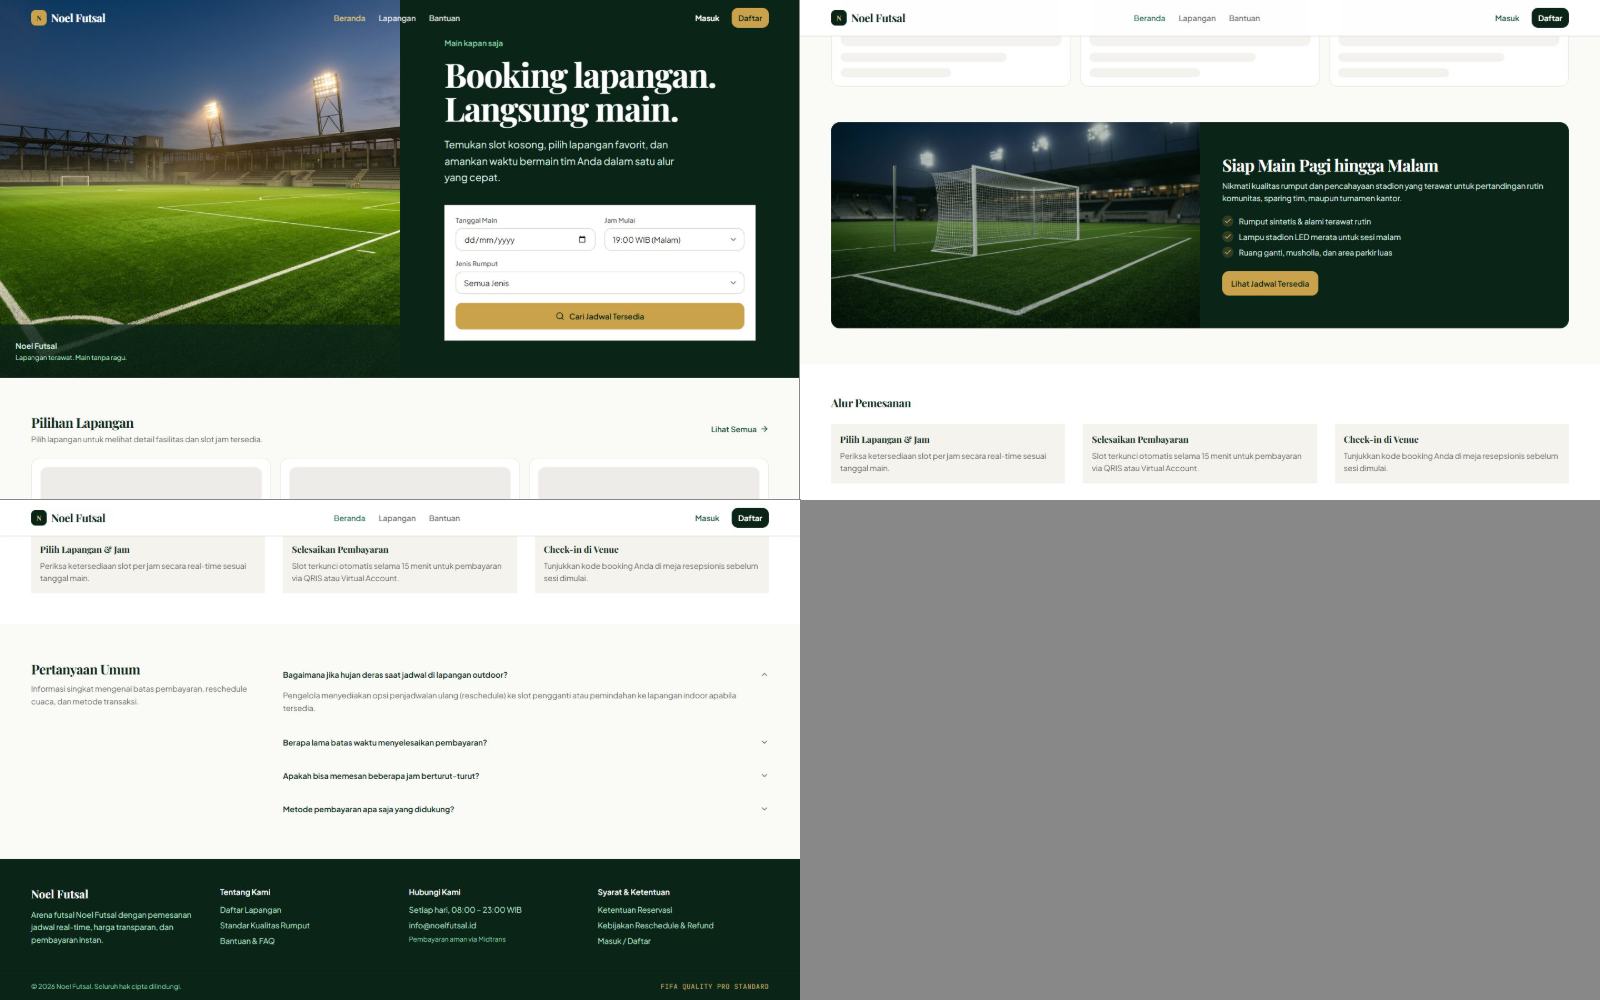 N Noel Futsal
Beranda Lapangan Bantuan
Masuk Daftar
Main kapan saja
Booking lapangan.
Langsung main.
Temukan slot kosong, pilih lapangan favorit, dan
amankan waktu bermain tim Anda dalam satu alur
yang cepat.
Tanggal Main
dd/mm/yyyy
Jam Mulai
19:00 WIB (Malam)
Jenis Rumput
Semua Jenis
Cari Jadwal Tersedia
Noel Futsal
Lapangan terawat. Main tanpa ragu.
Pilihan Lapangan
Pilih lapangan untuk melihat detail fasilitas dan slot jam tersedia.
Lihat Semua →
N Noel Futsal
Beranda Lapangan Bantuan
Masuk Daftar
Siap Main Pagi hingga Malam
Nikmati kualitas rumput dan pencahayaan stadion yang terawat untuk pertandingan rutin
komunitas, sparing tim, maupun turnamen kantor.
Rumput sintetis & alami terawat rutin
Lampu stadion LED merata untuk sesi malam
Ruang ganti, musholla, dan area parkir luas
Lihat Jadwal Tersedia
Alur Pemesanan
Pilih Lapangan & Jam
Periksa ketersediaan slot per jam secara real-time sesuai
tanggal main.
Selesaikan Pembayaran
Slot terkunci otomatis selama 15 menit untuk pembayaran
via QRIS atau Virtual Account.
Check-in di Venue
Tunjukkan kode booking Anda di meja resepsionis sebelum
sesi dimulai.
N Noel Futsal
Beranda Lapangan Bantuan
Masuk Daftar
Pilih Lapangan & Jam
Periksa ketersediaan slot per jam secara real-time sesuai
tanggal main.
Selesaikan Pembayaran
Slot terkunci otomatis selama 15 menit untuk pembayaran
via QRIS atau Virtual Account.
Check-in di Venue
Tunjukkan kode booking Anda di meja resepsionis sebelum
sesi dimulai.
Pertanyaan Umum
Informasi singkat mengenai batas pembayaran, reschedule
cuaca, dan metode transaksi.
Bagaimana jika hujan deras saat jadwal di lapangan outdoor?
Pengelola menyediakan opsi penjadwalan ulang (reschedule) ke slot pengganti atau pemindahan ke lapangan indoor apabila
tersedia.
Berapa lama batas waktu menyelesaikan pembayaran?
Apakah bisa memesan beberapa jam berturut-turut?
Metode pembayaran apa saja yang didukung?
Noel Futsal
Arena futsal Noel Futsal dengan pemesanan
jadwal real-time, harga transparan, dan
pembayaran instan.
Tentang Kami
Daftar Lapangan
Standar Kualitas Rumput
Bantuan & FAQ
Hubungi Kami
Setiap hari, 08:00 – 23:00 WIB
info@noelfutsal.id
Pembayaran aman via Midtrans
Syarat & Ketentuan
Ketentuan Reservasi
Kebijakan Reschedule & Refund
Masuk / Daftar
© 2026 Noel Futsal. Seluruh hak cipta dilindungi.
FIFA QUALITY PRO STANDARD